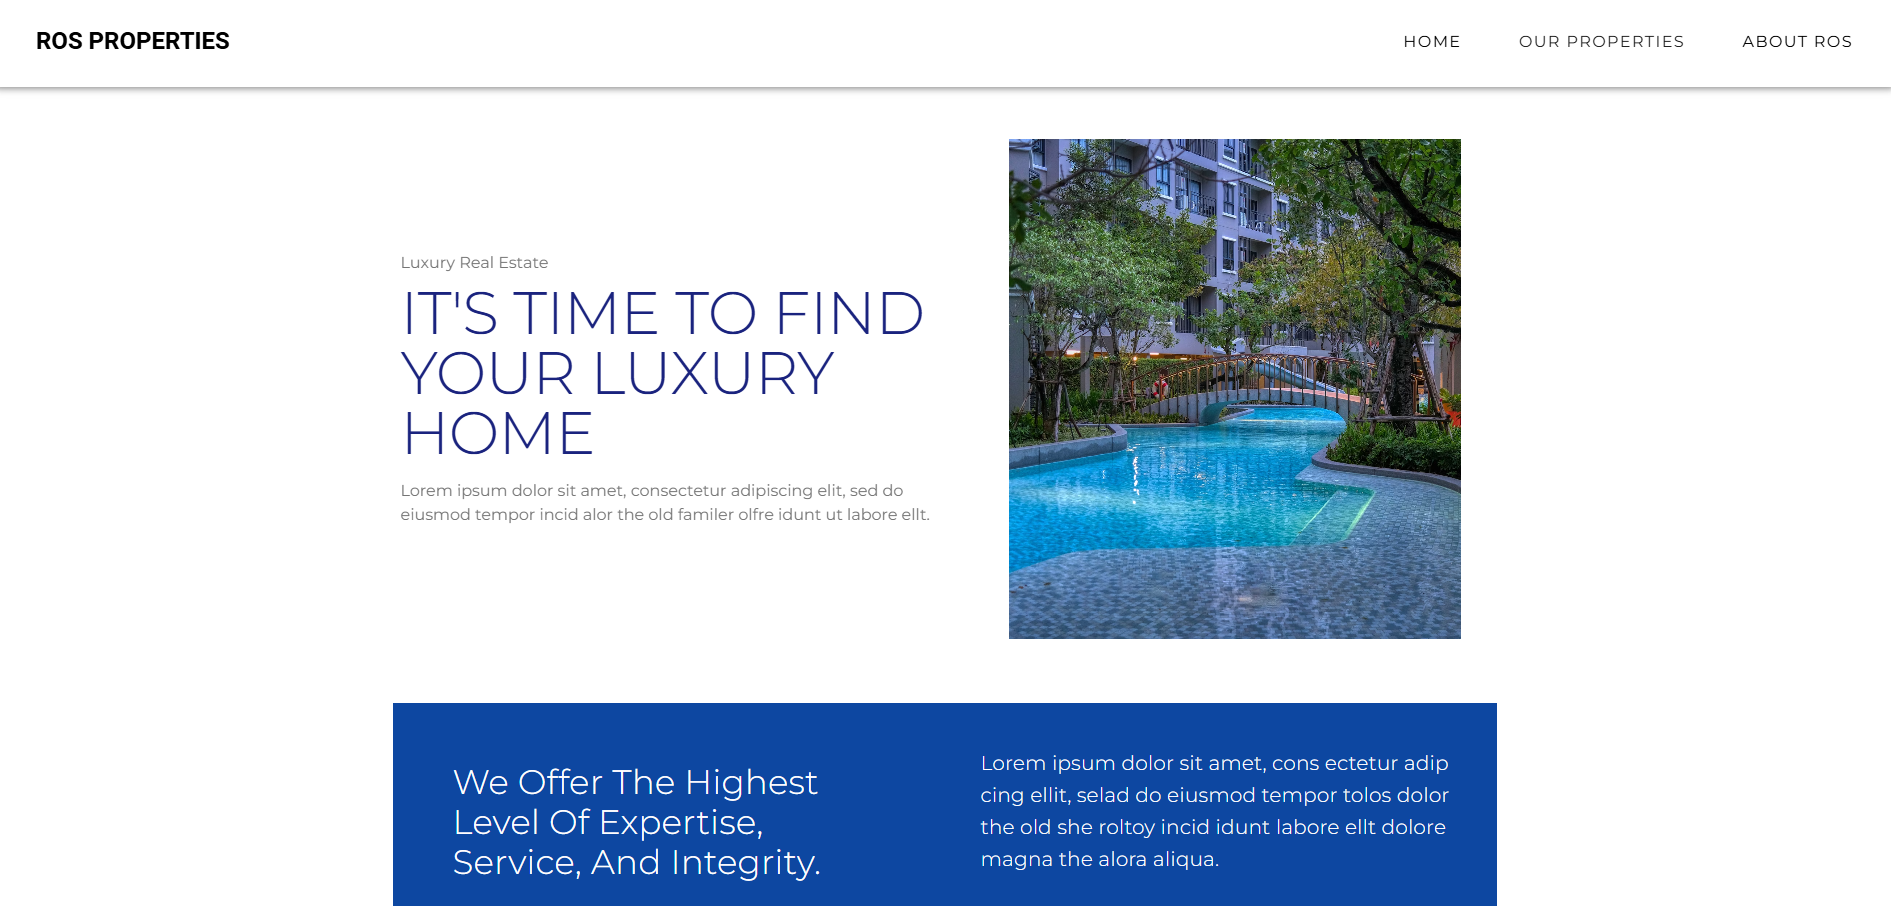 ROS PROPERTIES
HOME
OUR PROPERTIES
ABOUT ROS
Luxury Real Estate
IT'S TIME TO FIND
YOUR LUXURY
HOME
Lorem ipsum dolor sit amet, consectetur adipiscing elit, sed do
eiusmod tempor incid alor the old familer olfre idunt ut labore ellt.
We Offer The Highest
Level Of Expertise,
Service, And Integrity.
Lorem ipsum dolor sit amet, cons ectetur adip
cing ellit, selad do eiusmod tempor tolos dolor
the old she roltoy incid idunt labore ellt dolore
magna the alora aliqua.